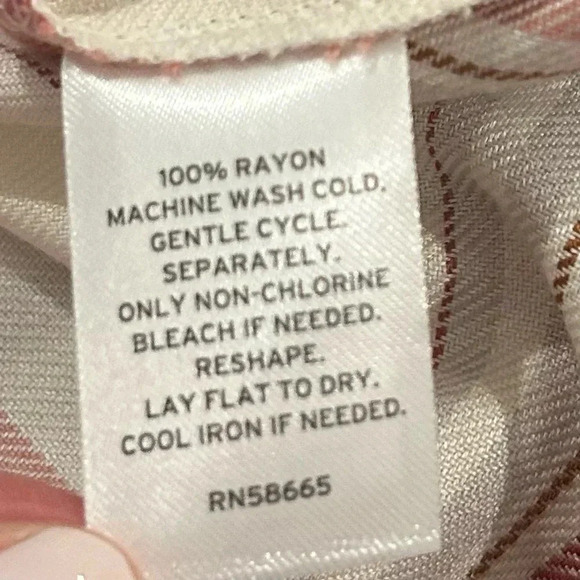 100% RAYON
MACHINE WASH COLD.
GENTLE CYCLE.
SEPARATELY.
ONLY NON-CHLORINE
BLEACH IF NEEDED.
RESHAPE.
LAY FLAT TO DRY.
COOL IRON IF NEEDED.
RN58665